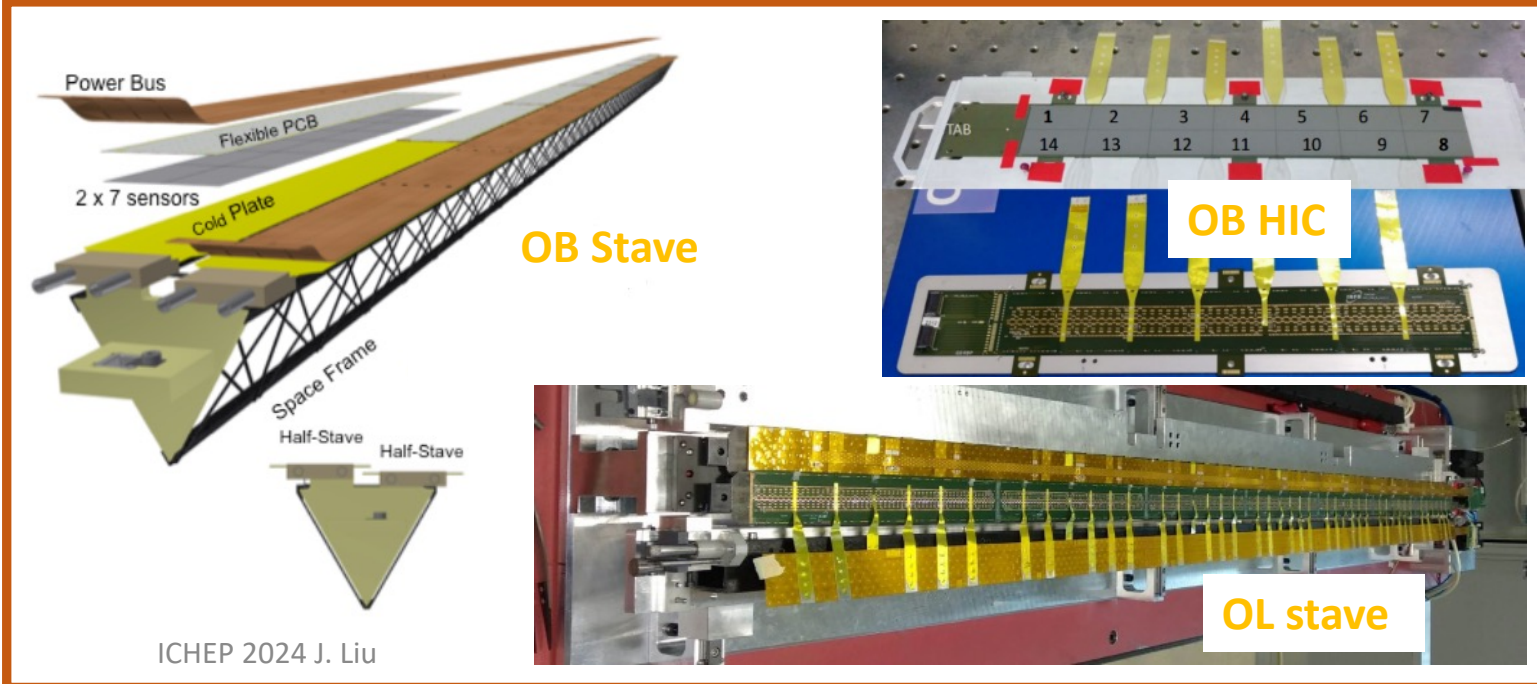 Power Bus
Flexible PCB
2 x 7 sensors
Cold Plate
OB Stave
Space Frame
Half-Stave
Half-Stave
ICHEP 2024 J. Liu
TAB
1 2 3 4 5 6 7
14 13 12 11 10 9 8
OB HIC
OL stave